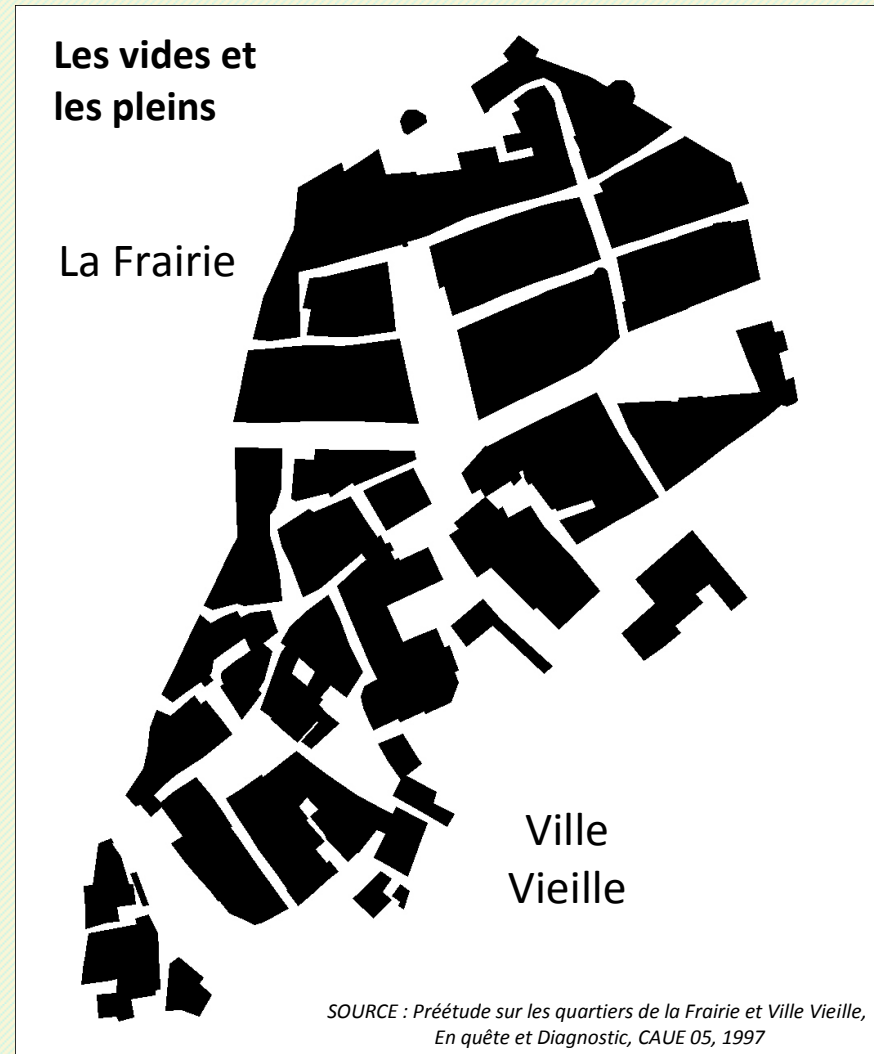 Les vides et
les pleins
La Frairie
Ville
Vieille
SOURCE : Préétude sur les quartiers de la Frairie et Ville Vieille,
En quête et Diagnostic, CAUE 05, 1997